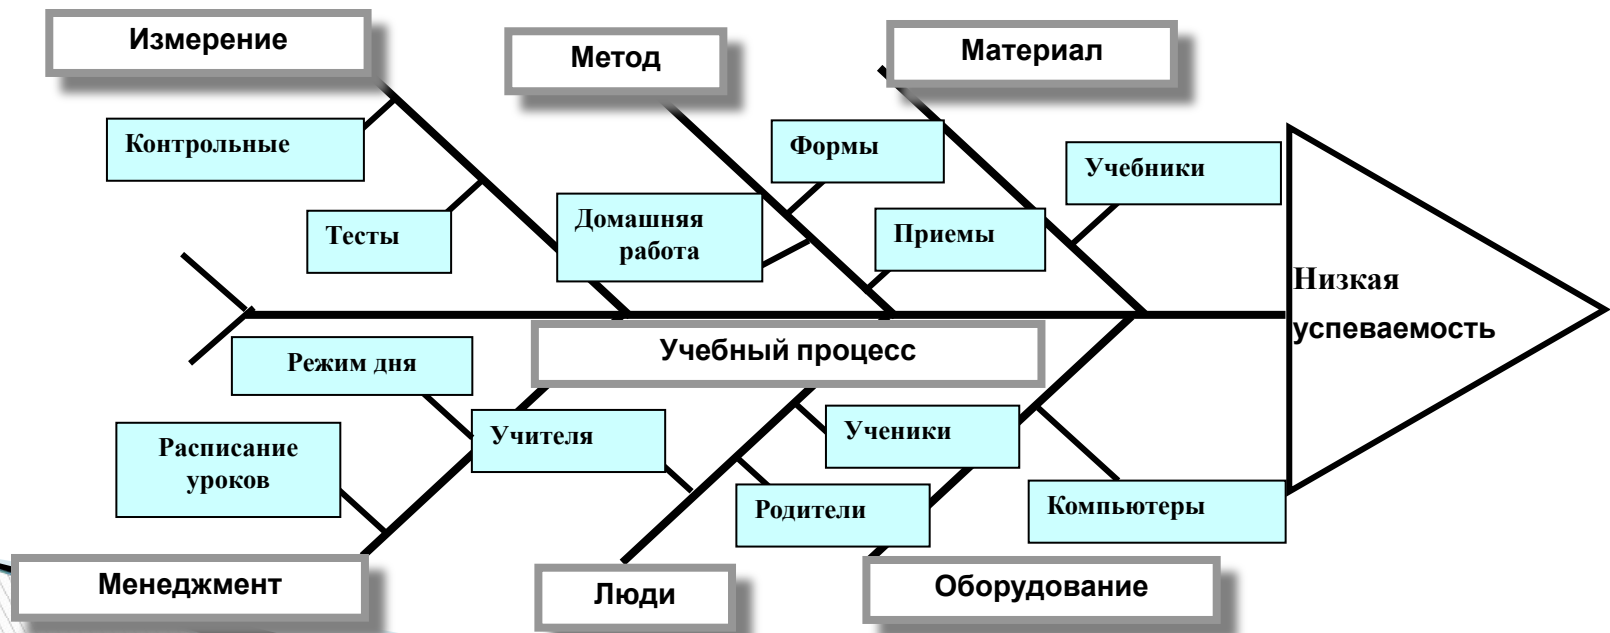 Измерение
Метод
Материал
Контрольные
Формы
Учебники
Тесты
Домашняя
работа
Приемы
Низкая
успеваемость
Учебный процесс
Режим дня
Учителя
Ученики
Расписание
уроков
Родители
Компьютеры
Менеджмент
Люди
Оборудование